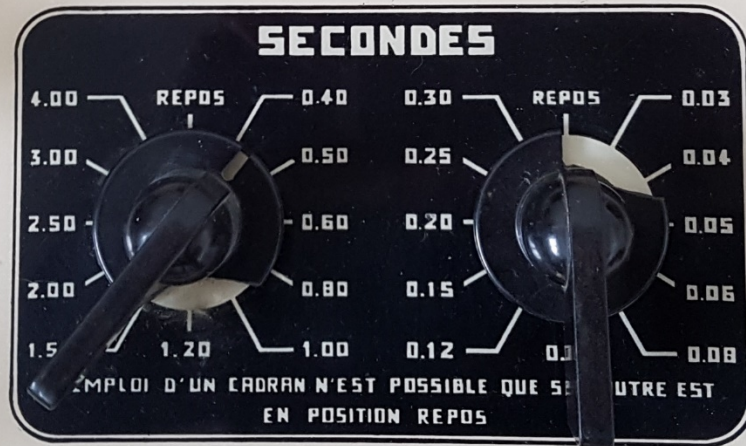 SECONDES
4.00 REPOS 0.40 0.30 REPOS 0.03
3.00 0.50 0.25 0.04
2.50 0.60 0.20 0.05
2.00 0.80 0.15 0.06
1.20 1.00 0.12 0.08
D'UN CADRAN N'EST POSSIBLE QUE EST
EN POSITION REPOS